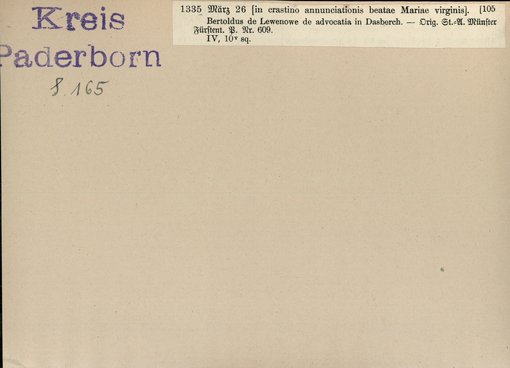 Kreis
Paderborn
8 165
1335 März 26 [in crastino annunciationis beatae Mariae virginis]. [105
Bertoldus de Lewenowe de advocatia in Dasberch. — Orig. St.-A. Münster
Fürstent. P. Nr. 609.
IV, 10v sq.